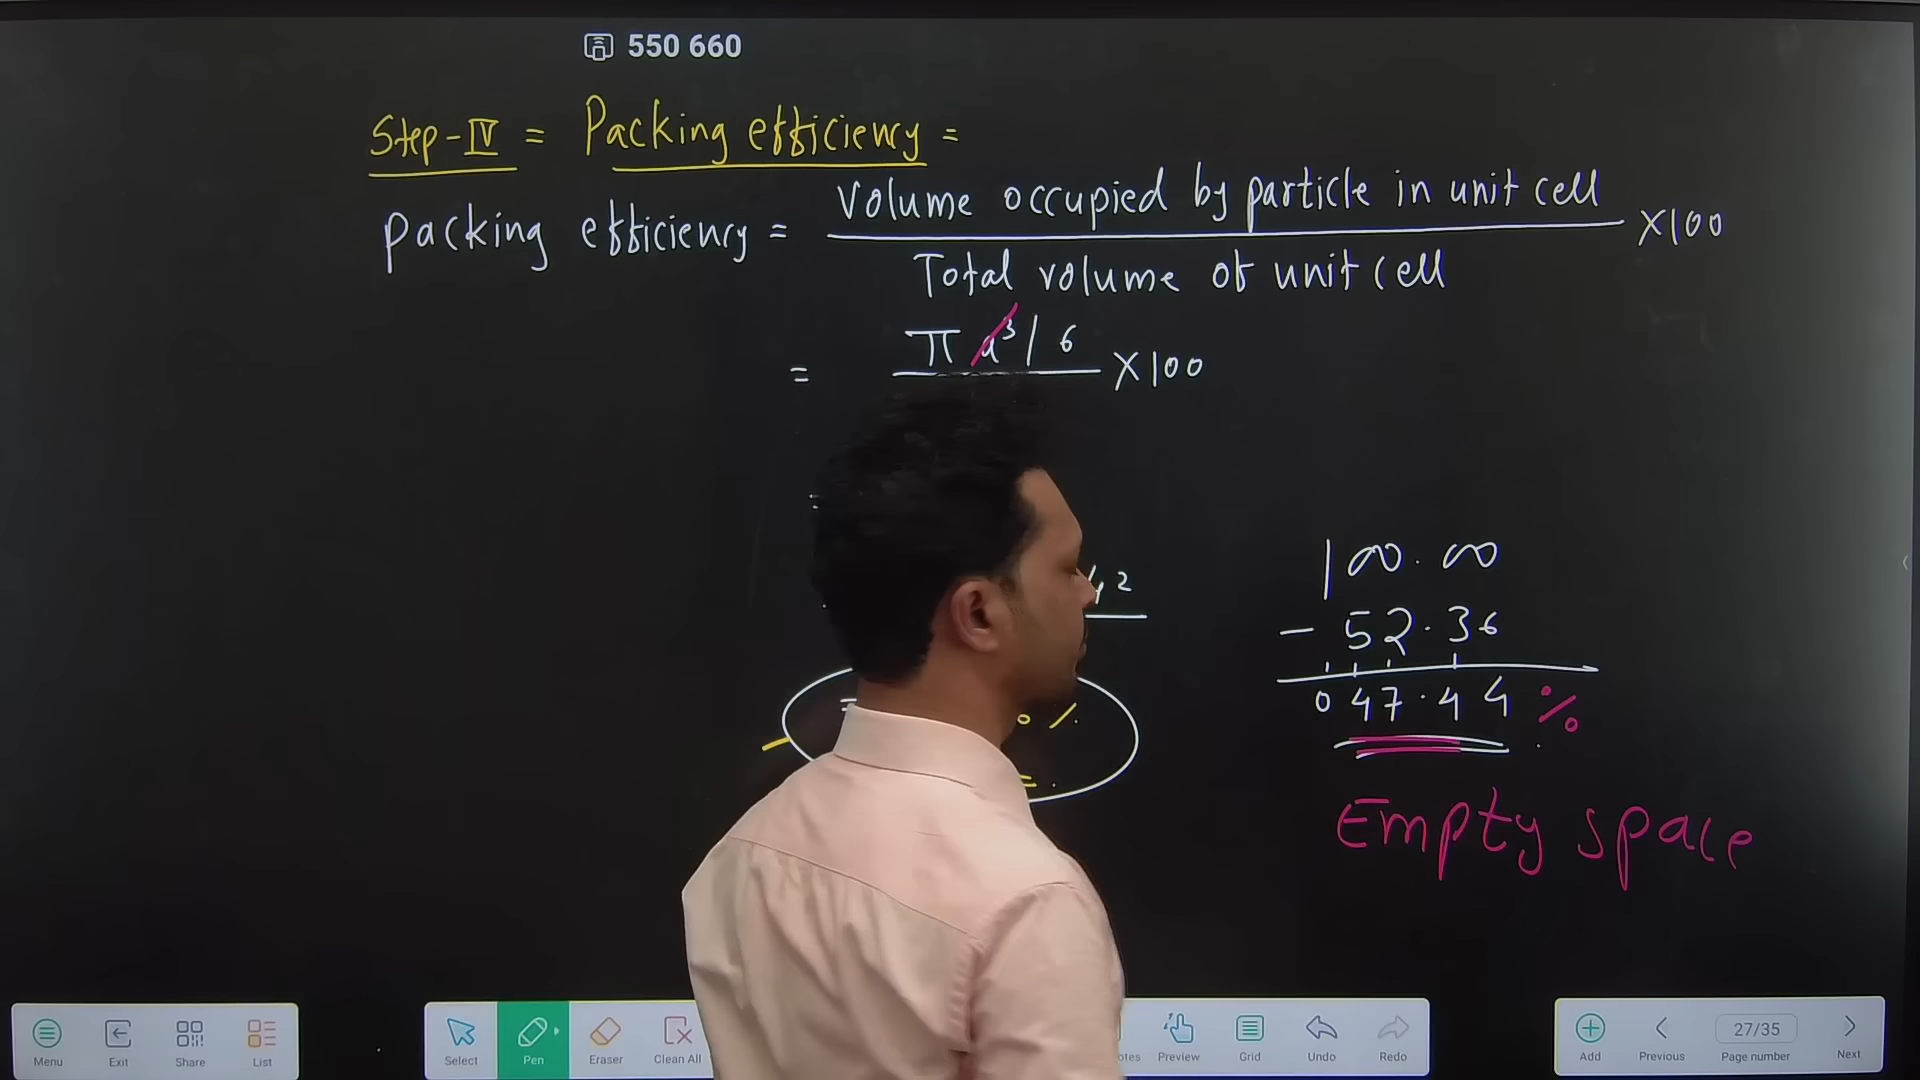 550 660
Step-IV = Packing efficiency =
packing efficiency = Volume occupied by particle in unit cell / Total volume of unit cell X100
= π a³/6 X100
42
100.00
- 52.36
047.44 %
Empty space
Menu Exit Share List
Select Pen Eraser Clean All
otes Preview Grid Undo Redo
Add Previous 27/35 Page number Next